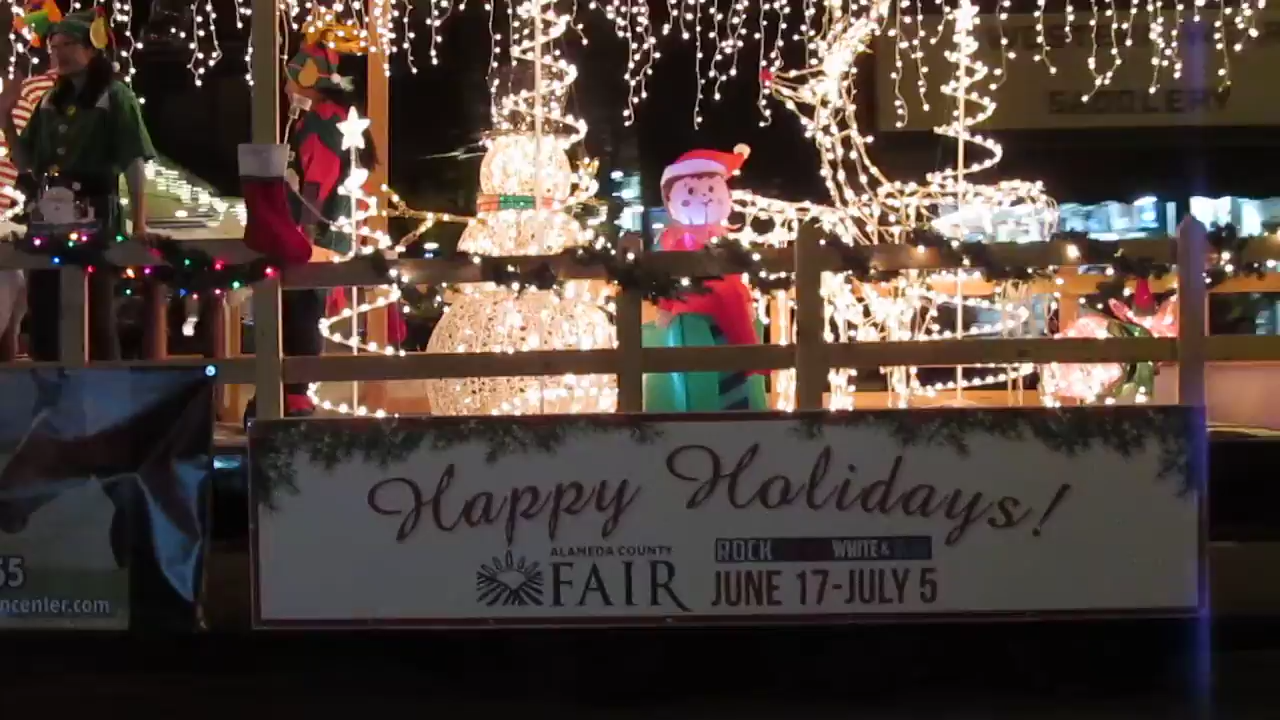 SADDLERY
Happy Holidays!
ALAMEDA COUNTY
FAIR
ROCK WHITE &
JUNE 17-JULY 5
55
ncenter.com